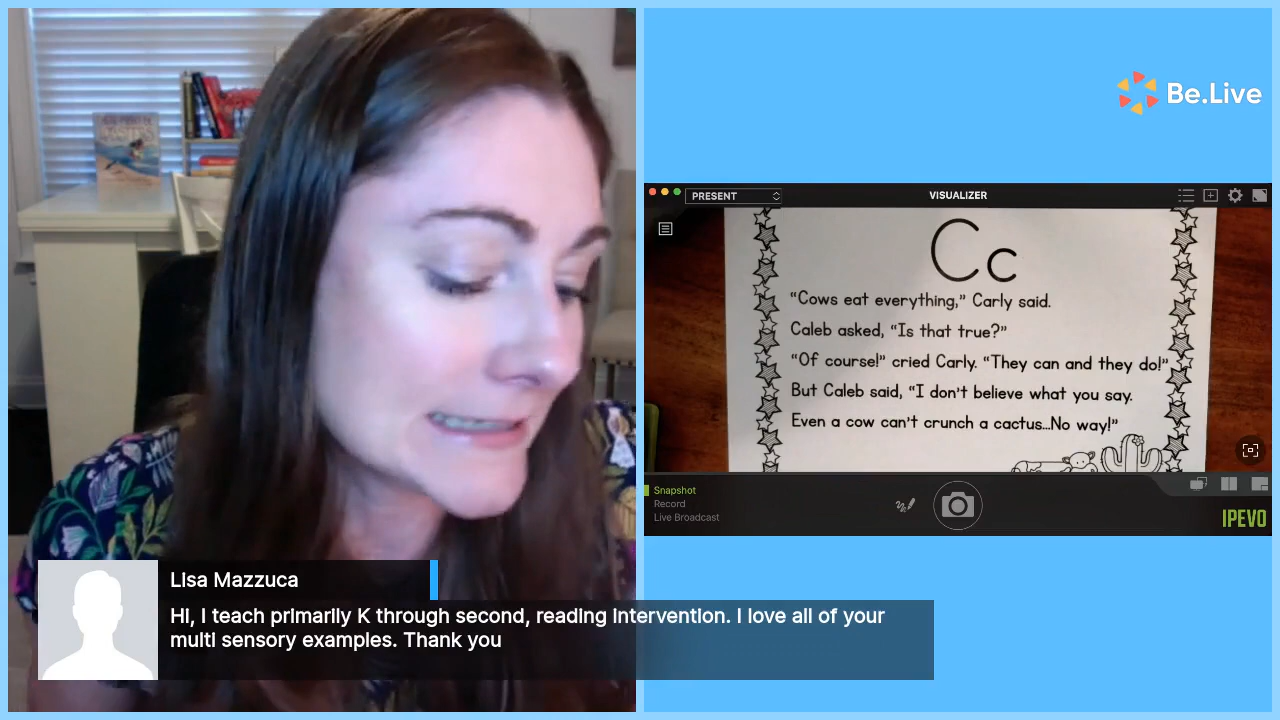 Be.Live
PRESENT
VISUALIZER
Cc
“Cows eat everything,” Carly said.
Caleb asked, “Is that true?”
“Of course!” cried Carly. “They can and they do!”
But Caleb said, “I don't believe what you say.
Even a cow can't crunch a cactus...No way!”
Snapshot
Record
Live Broadcast
IPEVO
Lisa Mazzuca
Hi, I teach primarily K through second, reading intervention. I love all of your
multi sensory examples. Thank you